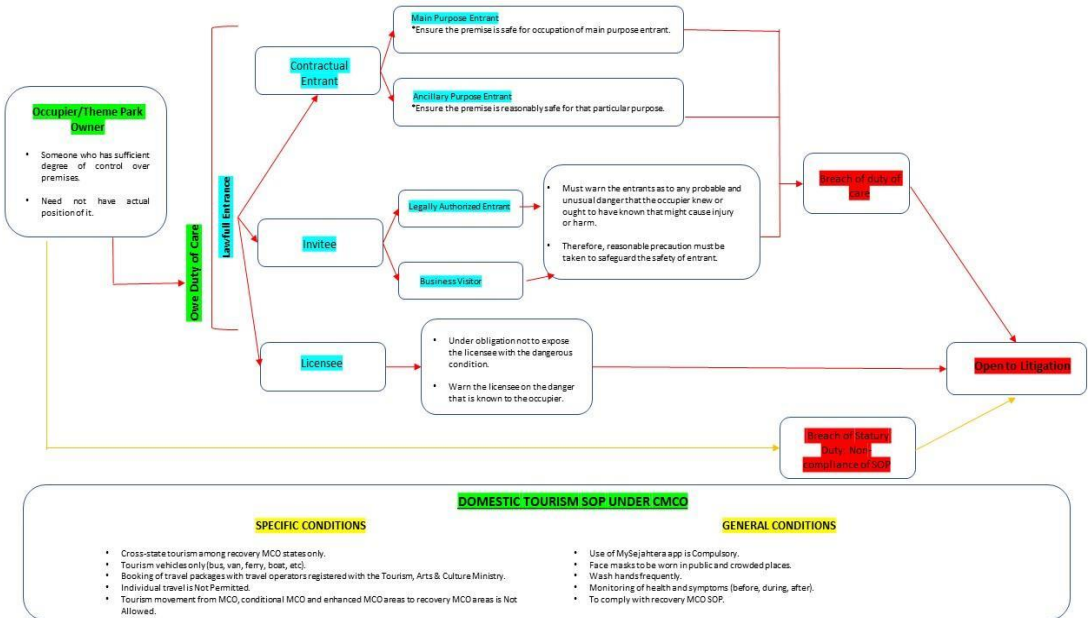 Occupier/Theme Park
Owner
• Someone who has sufficient
degree of control over
premises.
• Need not have actual
position of it.
Owe Duty of Care
Lawfull Entrance
Contractual
Entrant
Main Purpose Entrant
*Ensure the premise is safe for occupation of main purpose entrant.
Ancillary Purpose Entrant
*Ensure the premise is reasonably safe for that particular purpose.
Invitee
Legally Authorized Entrant
Business Visitor
• Must warn the entrants as to any probable and
unusual danger that the occupier knew or
ought to have known that might cause injury
or harm.
• Therefore, reasonable precaution must be
taken to safeguard the safety of entrant.
Licensee
• Under obligation not to expose
the licensee with the dangerous
condition.
• Warn the licensee on the danger
that is known to the occupier.
Breach of duty of
care
Open to Litigation
Breach of Statury
Duty: Non-
compliance of SOP
DOMESTIC TOURISM SOP UNDER CMCO
SPECIFIC CONDITIONS
• Cross-state tourism among recovery MCO states only.
• Tourism vehicles only (bus, van, ferry, boat, etc).
• Booking of travel packages with travel operators registered with the Tourism, Arts & Culture Ministry.
• Individual travel is Not Permitted.
• Tourism movement from MCO, conditional MCO and enhanced MCO areas to recovery MCO areas is Not
Allowed.
GENERAL CONDITIONS
• Use of MySejahtera app is Compulsory.
• Face masks to be worn in public and crowded places.
• Wash hands frequently.
• Monitoring of health and symptoms (before, during, after).
• To comply with recovery MCO SOP.